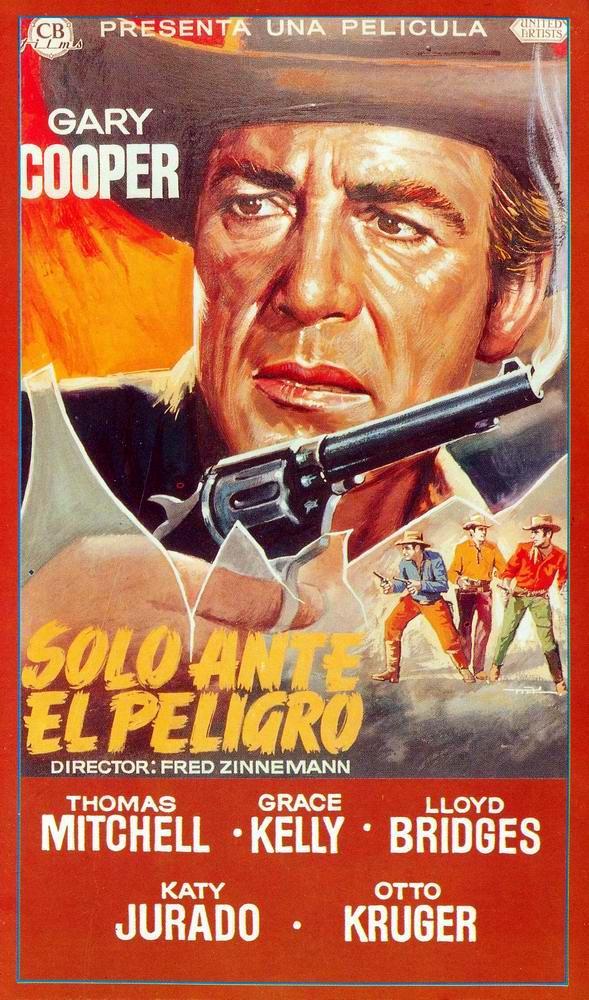 CB
films
PRESENTA UNA PELICULA
UNITED
ARTISTS
GARY
COOPER
SOLO ANTE
EL PELIGRO
DIRECTOR: FRED ZINNEMANN
THOMAS
MITCHELL
· GRACE
KELLY ·
LLOYD
BRIDGES
KATY
JURADO ·
OTTO
KRUGER